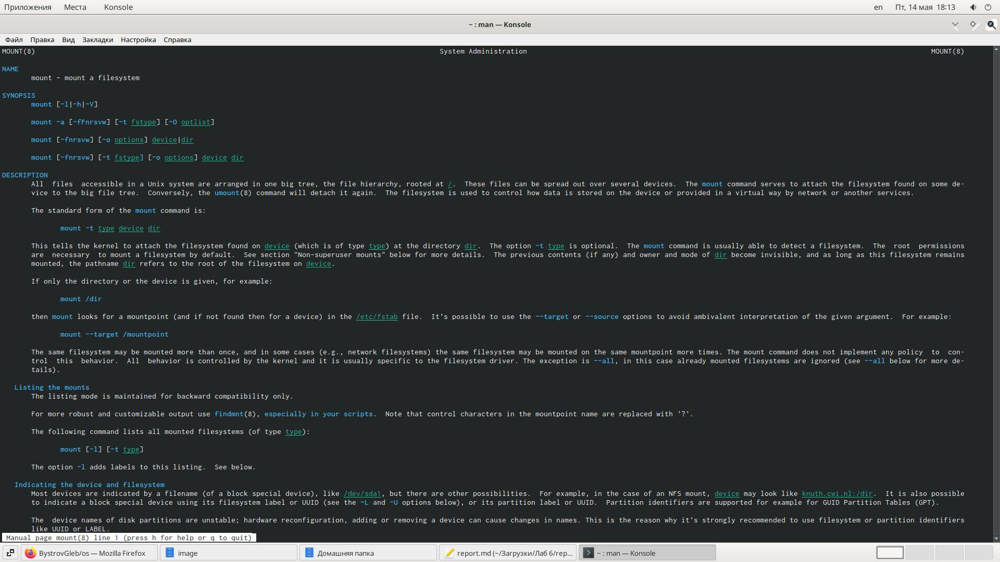 Приложения Места Konsole en Пт, 14 мая 18:13
~ : man — Konsole
Файл Правка Вид Закладки Настройка Справка
MOUNT(8) System Administration MOUNT(8)
NAME
mount - mount a filesystem
SYNOPSIS
mount [-l|-h|-V]
mount -a [-fFnrsvw] [-t fstype] [-O optlist]
mount [-fnrsvw] [-o options] device|dir
mount [-fnrsvw] [-t fstype] [-o options] device dir
DESCRIPTION
All files accessible in a Unix system are arranged in one big tree, the file hierarchy, rooted at /. These files can be spread out over several devices. The mount command serves to attach the filesystem found on some de-
vice to the big file tree. Conversely, the umount(8) command will detach it again. The filesystem is used to control how data is stored on the device or provided in a virtual way by network or another services.
The standard form of the mount command is:
mount -t type device dir
This tells the kernel to attach the filesystem found on device (which is of type type) at the directory dir. The option -t type is optional. The mount command is usually able to detect a filesystem. The root permissions
are necessary to mount a filesystem by default. See section "Non-superuser mounts" below for more details. The previous contents (if any) and owner and mode of dir become invisible, and as long as this filesystem remains
mounted, the pathname dir refers to the root of the filesystem on device.
If only the directory or the device is given, for example:
mount /dir
then mount looks for a mountpoint (and if not found then for a device) in the /etc/fstab file. It's possible to use the --target or --source options to avoid ambivalent interpretation of the given argument. For example:
mount --target /mountpoint
The same filesystem may be mounted more than once, and in some cases (e.g., network filesystems) the same filesystem may be mounted on the same mountpoint more times. The mount command does not implement any policy to con-
trol this behavior. All behavior is controlled by the kernel and it is usually specific to the filesystem driver. The exception is --all, in this case already mounted filesystems are ignored (see --all below for more de-
tails).
Listing the mounts
The listing mode is maintained for backward compatibility only.
For more robust and customizable output use findmnt(8), especially in your scripts. Note that control characters in the mountpoint name are replaced with '?'.
The following command lists all mounted filesystems (of type type):
mount [-l] [-t type]
The option -l adds labels to this listing. See below.
Indicating the device and filesystem
Most devices are indicated by a filename (of a block special device), like /dev/sda1, but there are other possibilities. For example, in the case of an NFS mount, device may look like knuth.cwi.nl:/dir. It is also possible
to indicate a block special device using its filesystem label or UUID (see the -L and -U options below), or its partition label or UUID. Partition identifiers are supported for example for GUID Partition Tables (GPT).
The device names of disk partitions are unstable; hardware reconfiguration, adding or removing a device can cause changes in names. This is the reason why it's strongly recommended to use filesystem or partition identifiers
like UUID or LABEL.
Manual page mount(8) line 1 (press h for help or q to quit)
BystrovGleb/os — Mozilla Firefox image Домашняя папка report.md (~/Загрузки/Лаб 6/rep... ~ : man — Konsole